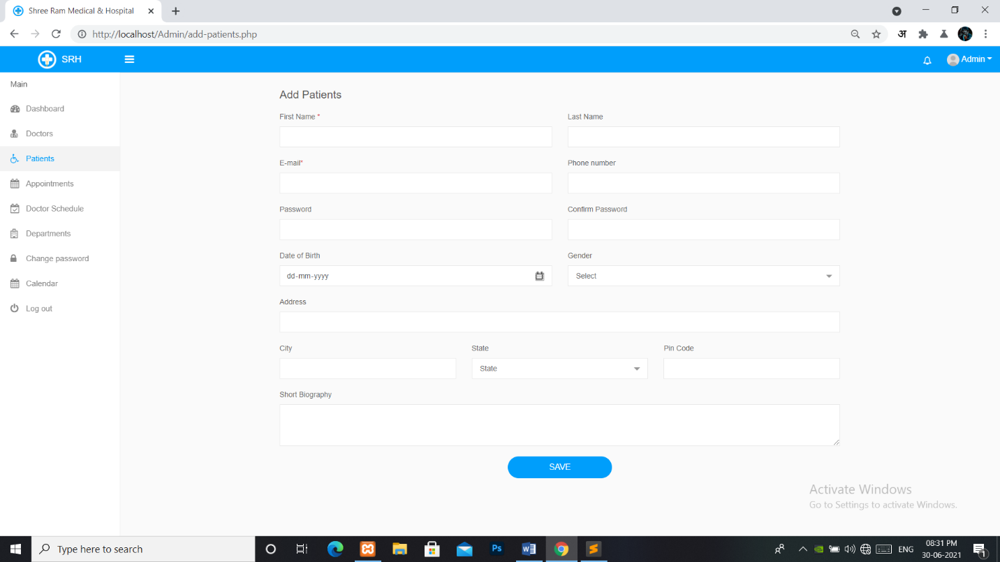 Shree Ram Medical & Hospital
http://localhost/Admin/add-patients.php
अ
SRH
Admin
Main
Dashboard
Doctors
Patients
Appointments
Doctor Schedule
Departments
Change password
Calendar
Log out
Add Patients
First Name * Last Name
E-mail* Phone number
Password Confirm Password
Date of Birth Gender
dd-mm-yyyy Select
Address
City State Pin Code
State
Short Biography
SAVE
Activate Windows
Go to Settings to activate Windows.
Type here to search
Ps
ENG
08:31 PM
30-06-2021
1